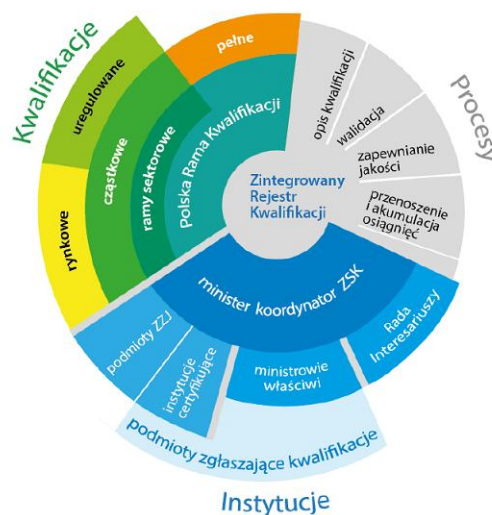 Kwalifikacje
uregulowane
rynkowe
cząstkowe
ramy sektorowe
pełne
Polska Rama Kwalifikacji
Procesy
opis kwalifikacji
walidacja
zapewnianie
jakości
przenoszenie
i akumulacja
osiągnięć
Zintegrowany
Rejestr
Kwalifikacji
minister koordynator ZSK
podmioty ZZJ
instytucje
certyfikujące
ministrowie
właściwi
Rada
Interesariuszy
podmioty zgłaszające kwalifikacje
Instytucje